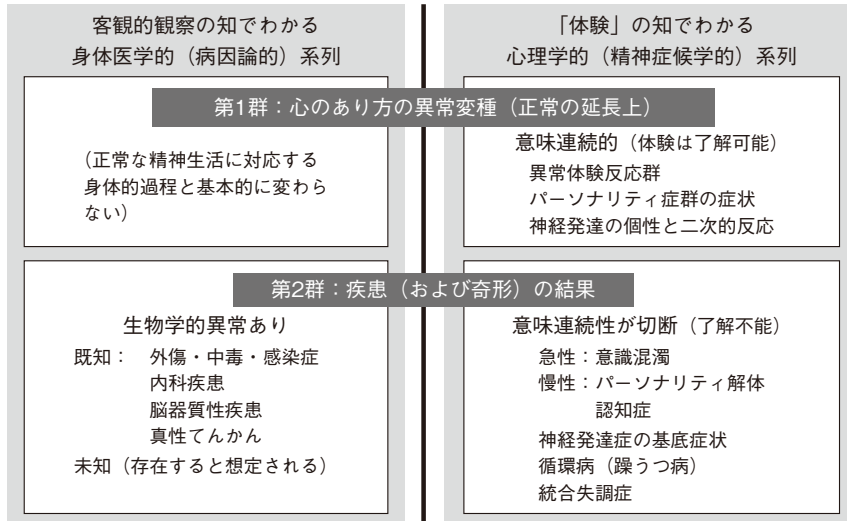 客観的観察の知でわかる
身体医学的（病因論的）系列
「体験」の知でわかる
心理学的（精神症候学的）系列
第1群：心のあり方の異常変種（正常の延長上）
（正常な精神生活に対応する
身体的過程と基本的に変わら
ない）
意味連続的（体験は了解可能）
異常体験反応群
パーソナリティ症群の症状
神経発達の個性と二次的反応
第2群：疾患（および奇形）の結果
生物学的異常あり
既知：　外傷・中毒・感染症
内科疾患
脳器質性疾患
真性てんかん
未知（存在すると想定される）
意味連続性が切断（了解不能）
急性：意識混濁
慢性：パーソナリティ解体
認知症
神経発達症の基底症状
循環病（躁うつ病）
統合失調症